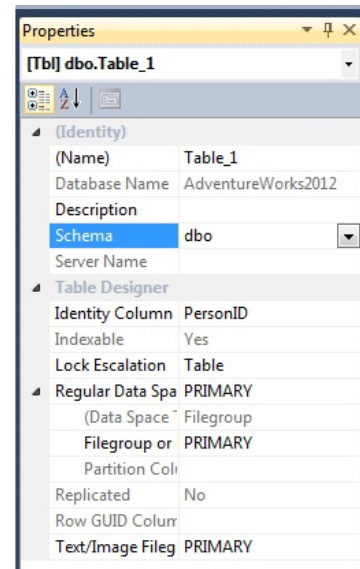 Properties
[Tbl] dbo.Table_1
(Identity)
(Name) Table_1
Database Name AdventureWorks2012
Description
Schema dbo
Server Name
Table Designer
Identity Column PersonID
Indexable Yes
Lock Escalation Table
Regular Data Spa PRIMARY
(Data Space Filegroup
Filegroup or PRIMARY
Partition Colu
Replicated No
Row GUID Colum
Text/Image Fileg PRIMARY